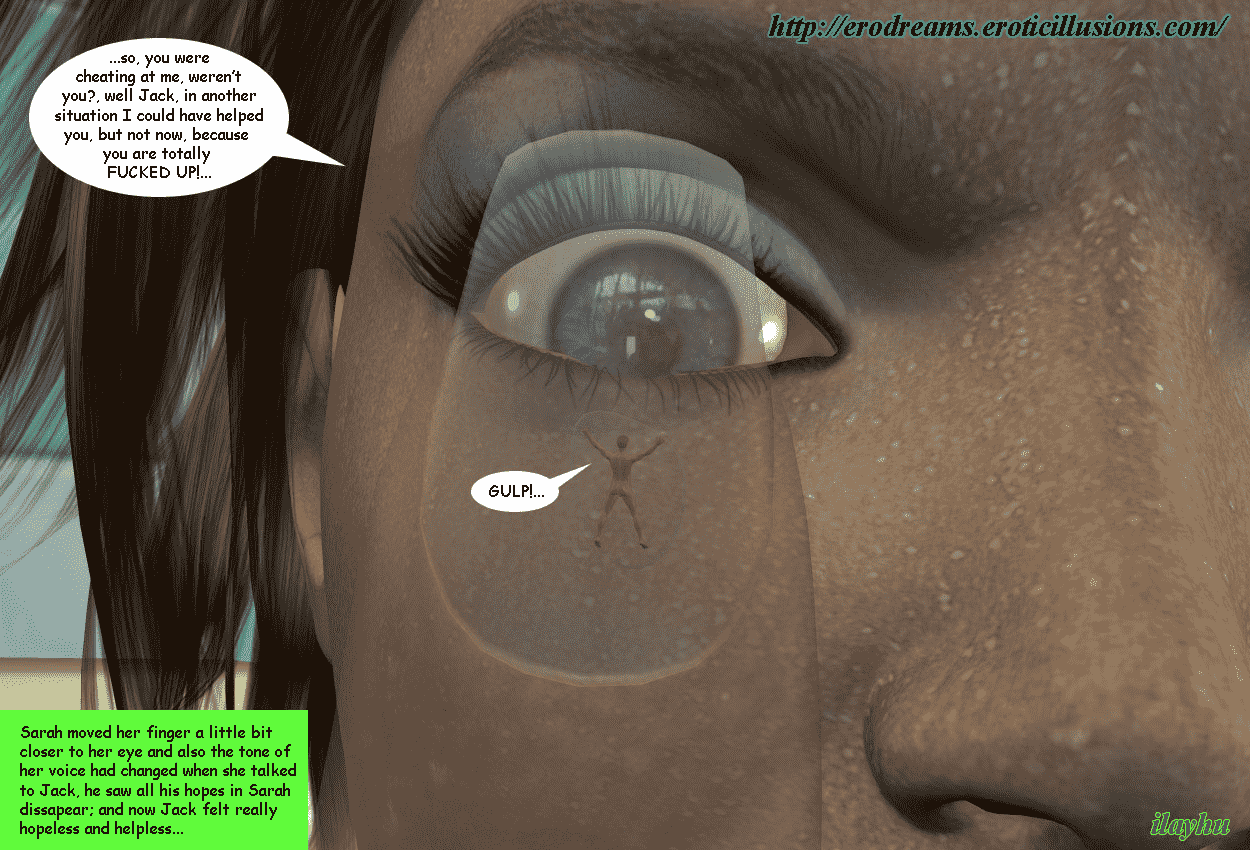 http://erodreams.eroticillusions.com/
...so, you were
cheating at me, weren't
you?, well Jack, in another
situation I could have helped
you, but not now, because
you are totally
FUCKED UP!...
GULP!...
Sarah moved her finger a little bit
closer to her eye and also the tone of
her voice had changed when she talked
to Jack, he saw all his hopes in Sarah
dissapear; and now Jack felt really
hopeless and helpless...
ilayhu